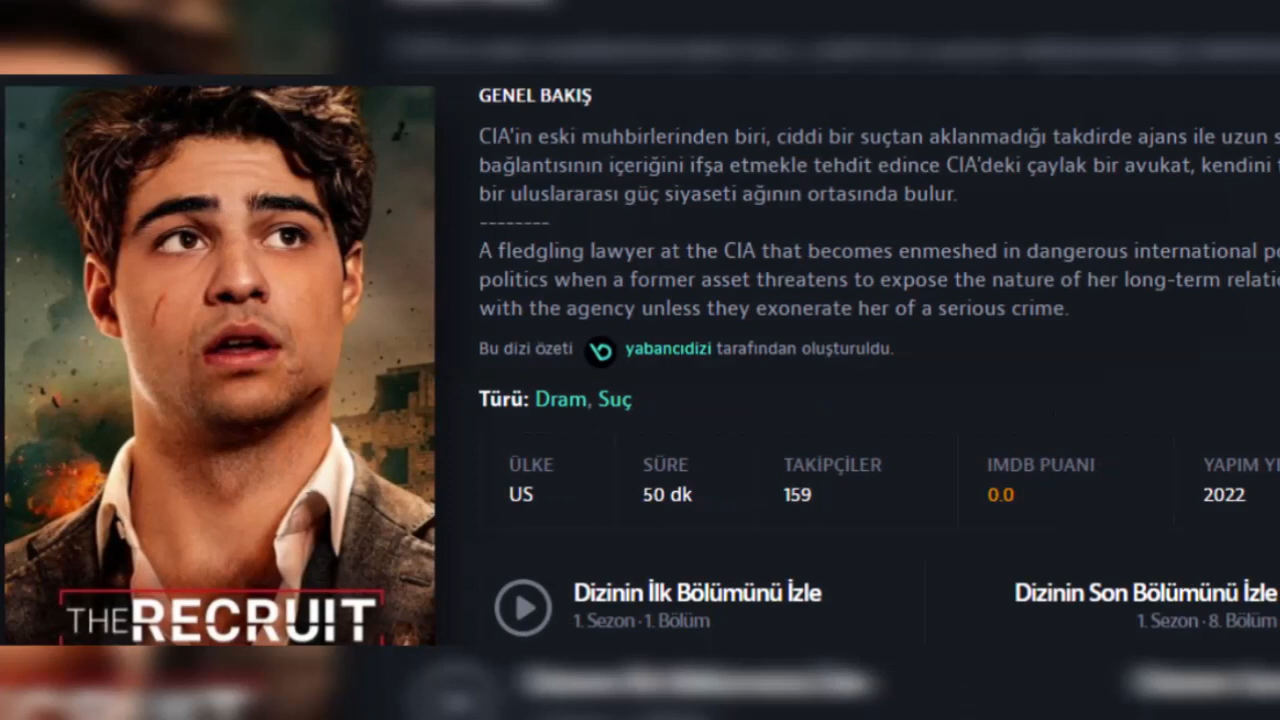 GENEL BAKIŞ
CIA'in eski muhbirlerinden biri, ciddi bir suçtan aklanmadığı takdirde ajans ile uzun
bağlantısının içeriğini ifşa etmekle tehdit edince CIA'deki çaylak bir avukat, kendini
bir uluslararası güç siyaseti ağının ortasında bulur.
--------
A fledgling lawyer at the CIA that becomes enmeshed in dangerous international
politics when a former asset threatens to expose the nature of her long-term
with the agency unless they exonerate her of a serious crime.
Bu dizi özeti yabancıdizi tarafından oluşturuldu.
Türü: Dram, Suç
ÜLKE SÜRE TAKİPÇİLER IMDB PUANI YAPIM
US 50 dk 159 0.0 2022
Dizinin İlk Bölümünü İzle Dizinin Son Bölümünü İzle
1. Sezon · 1. Bölüm 1. Sezon · 8. Bölüm
THE RECRUIT